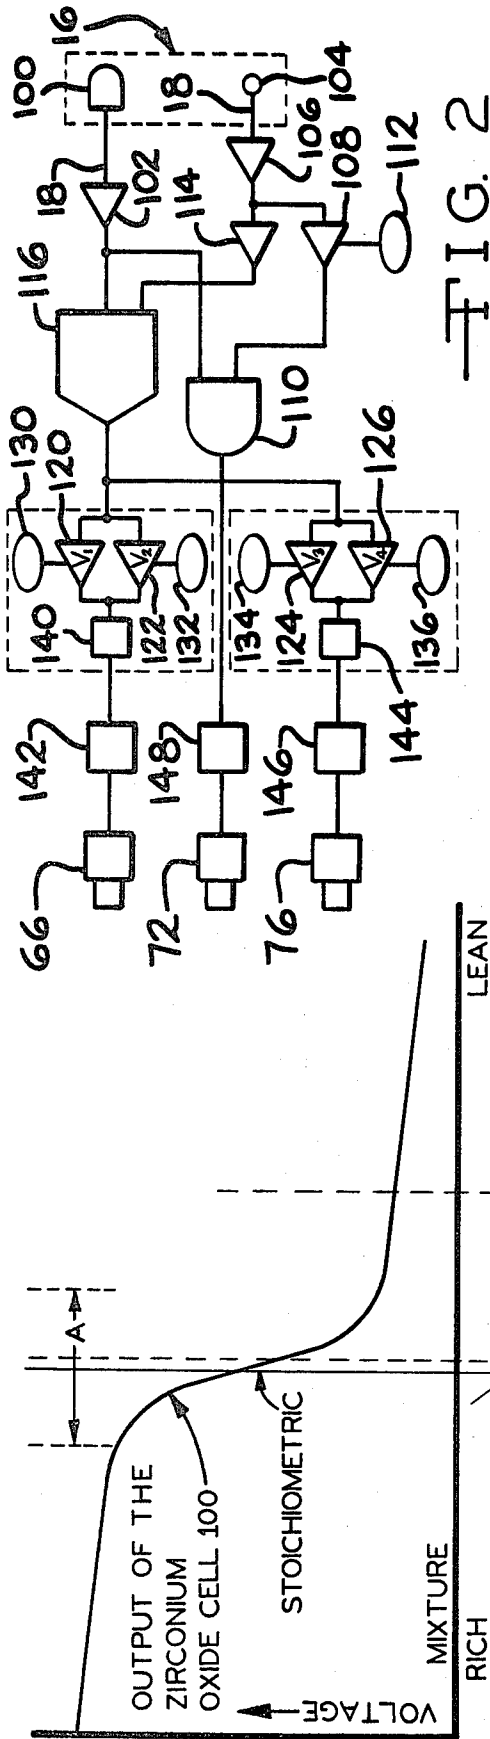 16
100
18
102
116
18
104
106
114
108
112
110
130
120
V1
V2
140
122
132
126
134
124
V3
V4
136
144
142
148
146
66
72
76
FIG. 2
A
OUTPUT OF THE
ZIRCONIUM
OXIDE CELL 100
STOICHIOMETRIC
VOLTAGE
MIXTURE
RICH
LEAN